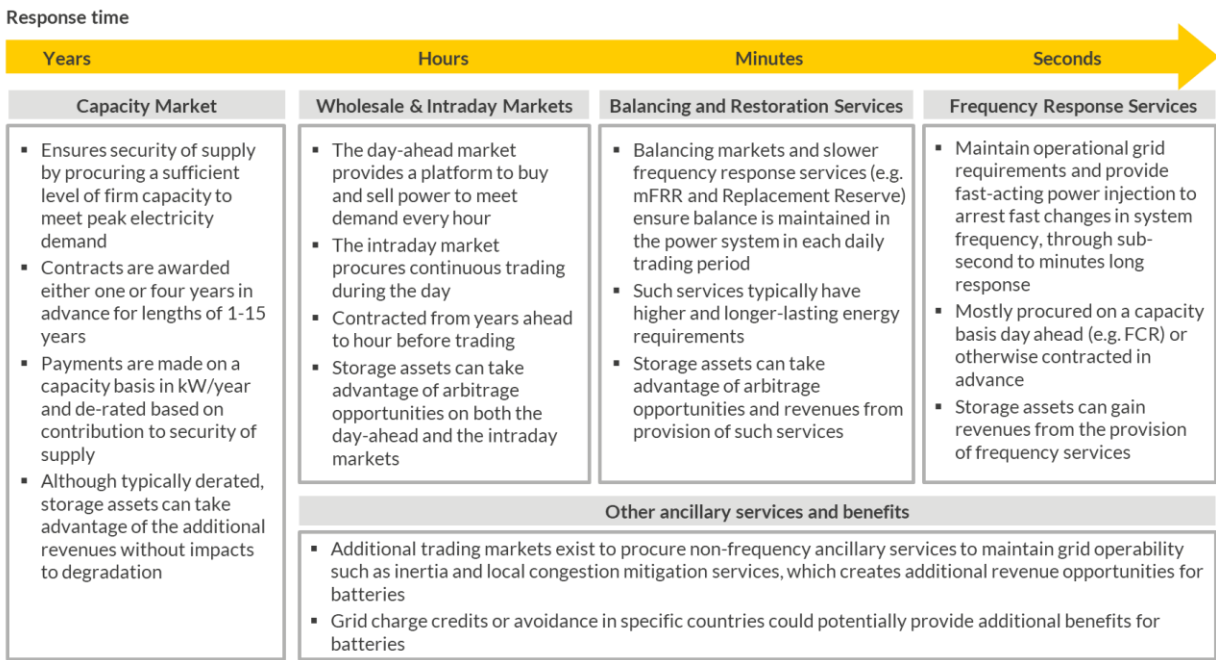 Response time
Years
Hours
Minutes
Seconds
Capacity Market
▪ Ensures security of supply
by procuring a sufficient
level of firm capacity to
meet peak electricity
demand
▪ Contracts are awarded
either one or four years in
advance for lengths of 1-15
years
▪ Payments are made on a
capacity basis in kW/year
and de-rated based on
contribution to security of
supply
▪ Although typically derated,
storage assets can take
advantage of the additional
revenues without impacts
to degradation
Wholesale & Intraday Markets
▪ The day-ahead market
provides a platform to buy
and sell power to meet
demand every hour
▪ The intraday market
procures continuous trading
during the day
▪ Contracted from years ahead
to hour before trading
▪ Storage assets can take
advantage of arbitrage
opportunities on both the
day-ahead and the intraday
markets
Balancing and Restoration Services
▪ Balancing markets and slower
frequency response services (e.g.
mFRR and Replacement Reserve)
ensure balance is maintained in
the power system in each daily
trading period
▪ Such services typically have
higher and longer-lasting energy
requirements
▪ Storage assets can take
advantage of arbitrage
opportunities and revenues from
provision of such services
Frequency Response Services
▪ Maintain operational grid
requirements and provide
fast-acting power injection to
arrest fast changes in system
frequency, through sub-
second to minutes long
response
▪ Mostly procured on a capacity
basis day ahead (e.g. FCR) or
otherwise contracted in
advance
▪ Storage assets can gain
revenues from the provision
of frequency services
Other ancillary services and benefits
▪ Additional trading markets exist to procure non-frequency ancillary services to maintain grid operability
such as inertia and local congestion mitigation services, which creates additional revenue opportunities for
batteries
▪ Grid charge credits or avoidance in specific countries could potentially provide additional benefits for
batteries